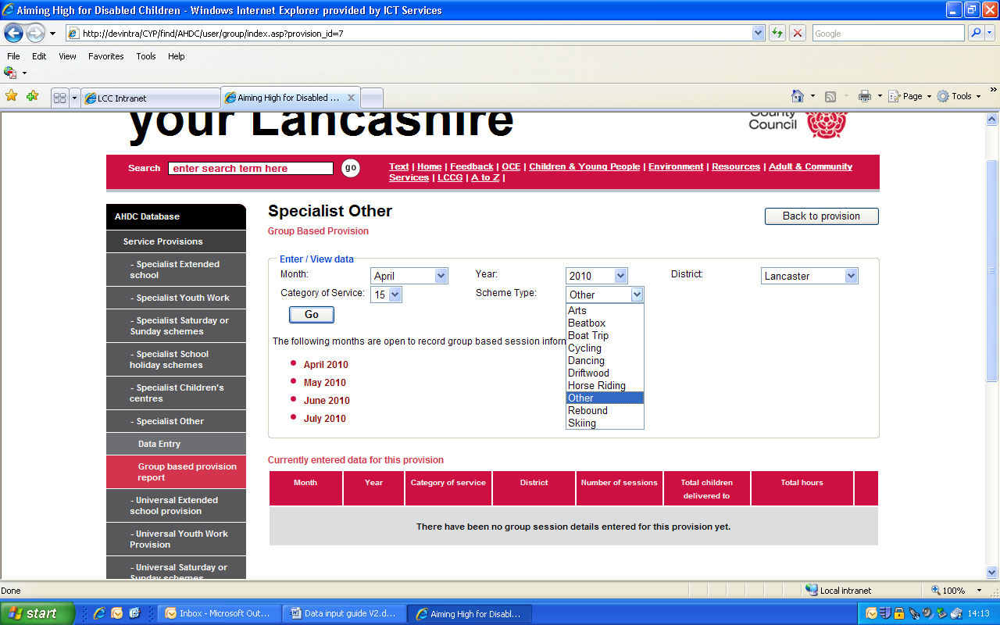 Aiming High for Disabled Children - Windows Internet Explorer provided by ICT Services
http://devintra/CYP/find/AHDC/user/group/index.asp?provision_id=7
Google
File Edit View Favorites Tools Help
LCC Intranet
Aiming High for Disabled ...
Page
Tools
your Lancashire
County
Council
Search
enter search term here
go
Text | Home | Feedback | OCE | Children & Young People | Environment | Resources | Adult & Community
Services | LCCG | A to Z |
AHDC Database
Service Provisions
- Specialist Extended
school
- Specialist Youth Work
- Specialist Saturday or
Sunday schemes
- Specialist School
holiday schemes
- Specialist Children's
centres
- Specialist Other
Data Entry
Group based provision
report
- Universal Extended
school provision
- Universal Youth Work
Provision
- Universal Saturday or
Sunday schemes
Specialist Other
Back to provision
Group Based Provision
Enter / View data
Month: April Year: 2010 District: Lancaster
Category of Service: 15 Scheme Type: Other
Go
Arts
Beatbox
Boat Trip
Cycling
Dancing
Driftwood
Horse Riding
Other
Rebound
Skiing
The following months are open to record group based session inforn
April 2010
May 2010
June 2010
July 2010
Currently entered data for this provision
Month Year Category of service District Number of sessions Total children Total hours
delivered to
There have been no group session details entered for this provision yet.
Done
Local intranet
100%
start
Inbox - Microsoft Out...
Data input guide V2.d...
Aiming High for Disabl...
14:13